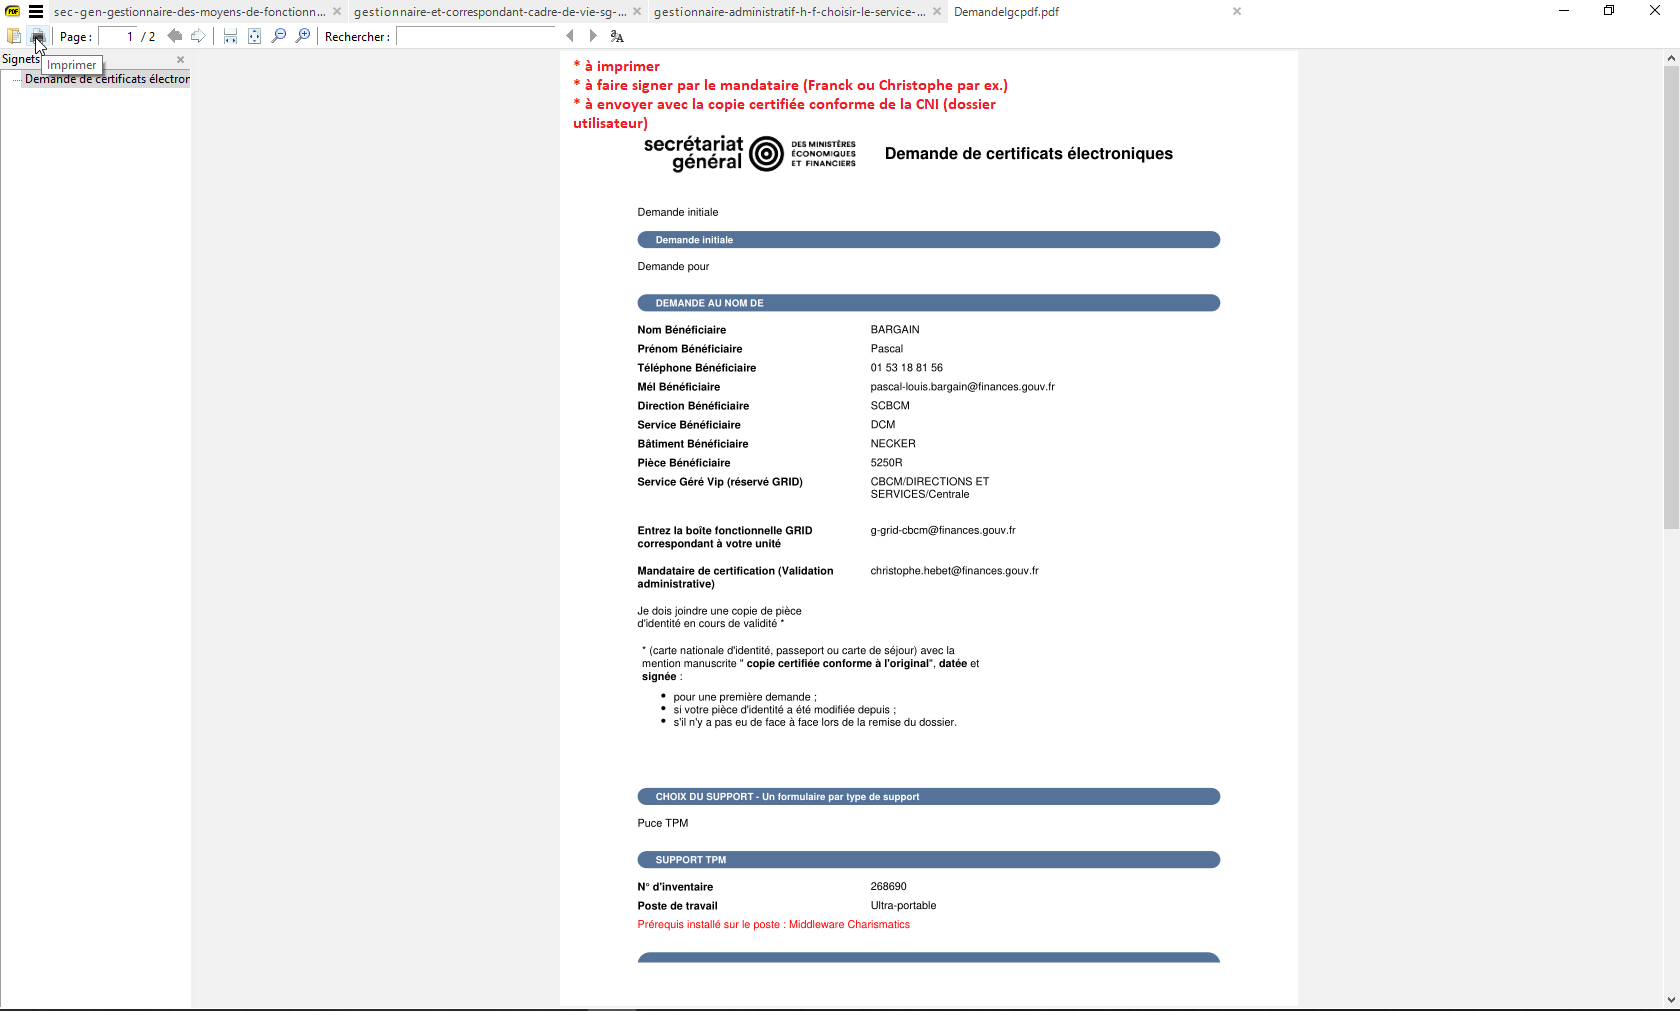 sec-gen-gestionnaire-des-moyens-de-fonctionn...
gestionnaire-et-correspondant-cadre-de-vie-sg-...
gestionnaire-administratif-h-f-choisir-le-service-...
Demandelgcpdf.pdf
Page : 1 / 2
Rechercher :
Signets
Imprimer
Demande de certificats électror
* à imprimer
* à faire signer par le mandataire (Franck ou Christophe par ex.)
* à envoyer avec la copie certifiée conforme de la CNI (dossier
utilisateur)
secrétariat
général
DES MINISTÈRES
ÉCONOMIQUES
ET FINANCIERS
Demande de certificats électroniques
Demande initiale
Demande initiale
Demande pour
DEMANDE AU NOM DE
Nom Bénéficiaire BARGAIN
Prénom Bénéficiaire Pascal
Téléphone Bénéficiaire 01 53 18 81 56
Mél Bénéficiaire pascal-louis.bargain@finances.gouv.fr
Direction Bénéficiaire SCBCM
Service Bénéficiaire DCM
Bâtiment Bénéficiaire NECKER
Pièce Bénéficiaire 5250R
Service Géré Vip (réservé GRID) CBCM/DIRECTIONS ET
SERVICES/Centrale
Entrez la boîte fonctionnelle GRID g-grid-cbcm@finances.gouv.fr
correspondant à votre unité
Mandataire de certification (Validation christophe.hebet@finances.gouv.fr
administrative)
Je dois joindre une copie de pièce
d'identité en cours de validité *
* (carte nationale d'identité, passeport ou carte de séjour) avec la
mention manuscrite " copie certifiée conforme à l'original", datée et
signée :
• pour une première demande ;
• si votre pièce d'identité a été modifiée depuis ;
• s'il n'y a pas eu de face à face lors de la remise du dossier.
CHOIX DU SUPPORT - Un formulaire par type de support
Puce TPM
SUPPORT TPM
N° d'inventaire 268690
Poste de travail Ultra-portable
Prérequis installé sur le poste : Middleware Charismatics